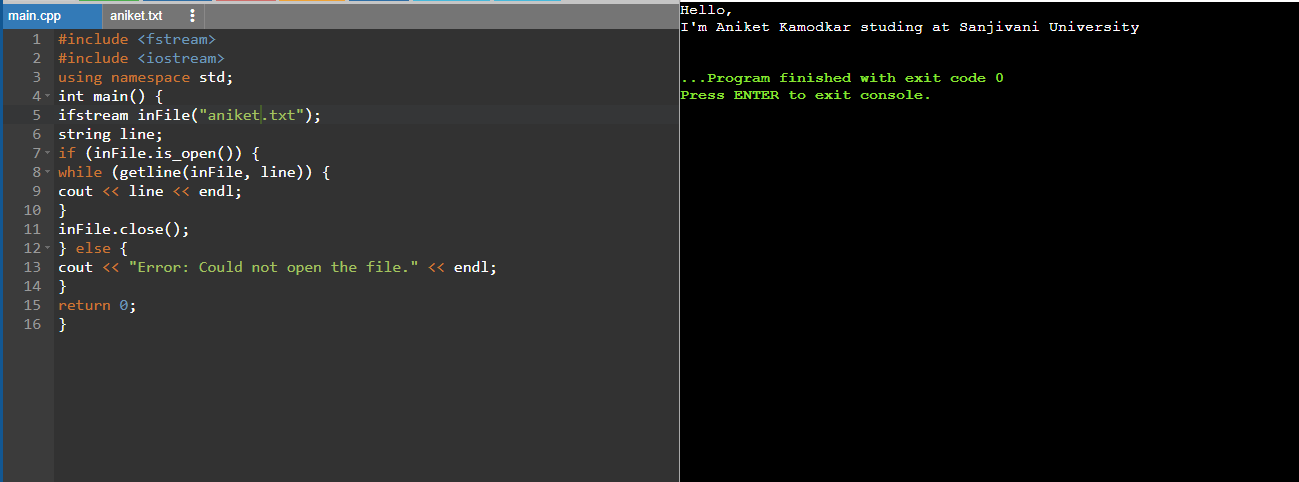 main.cpp
aniket.txt
1 #include <fstream>
2 #include <iostream>
3 using namespace std;
4 int main() {
5 ifstream inFile("aniket.txt");
6 string line;
7 if (inFile.is_open()) {
8 while (getline(inFile, line)) {
9 cout << line << endl;
10 }
11 inFile.close();
12 } else {
13 cout << "Error: Could not open the file." << endl;
14 }
15 return 0;
16 }
Hello,
I'm Aniket Kamodkar studing at Sanjivani University
...Program finished with exit code 0
Press ENTER to exit console.